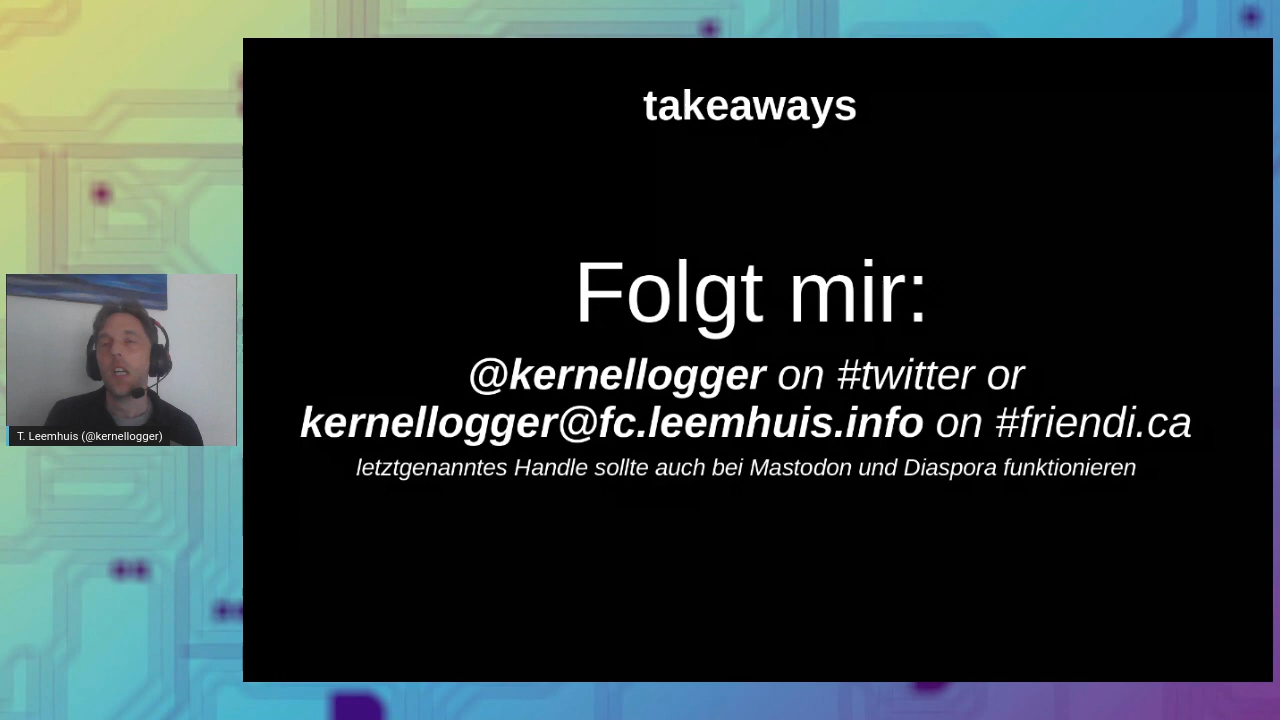 takeaways
Folgt mir:
@kernellogger on #twitter or
kernellogger@fc.leemhuis.info on #friendi.ca
letztgenanntes Handle sollte auch bei Mastodon und Diaspora funktionieren
T. Leemhuis (@kernellogger)